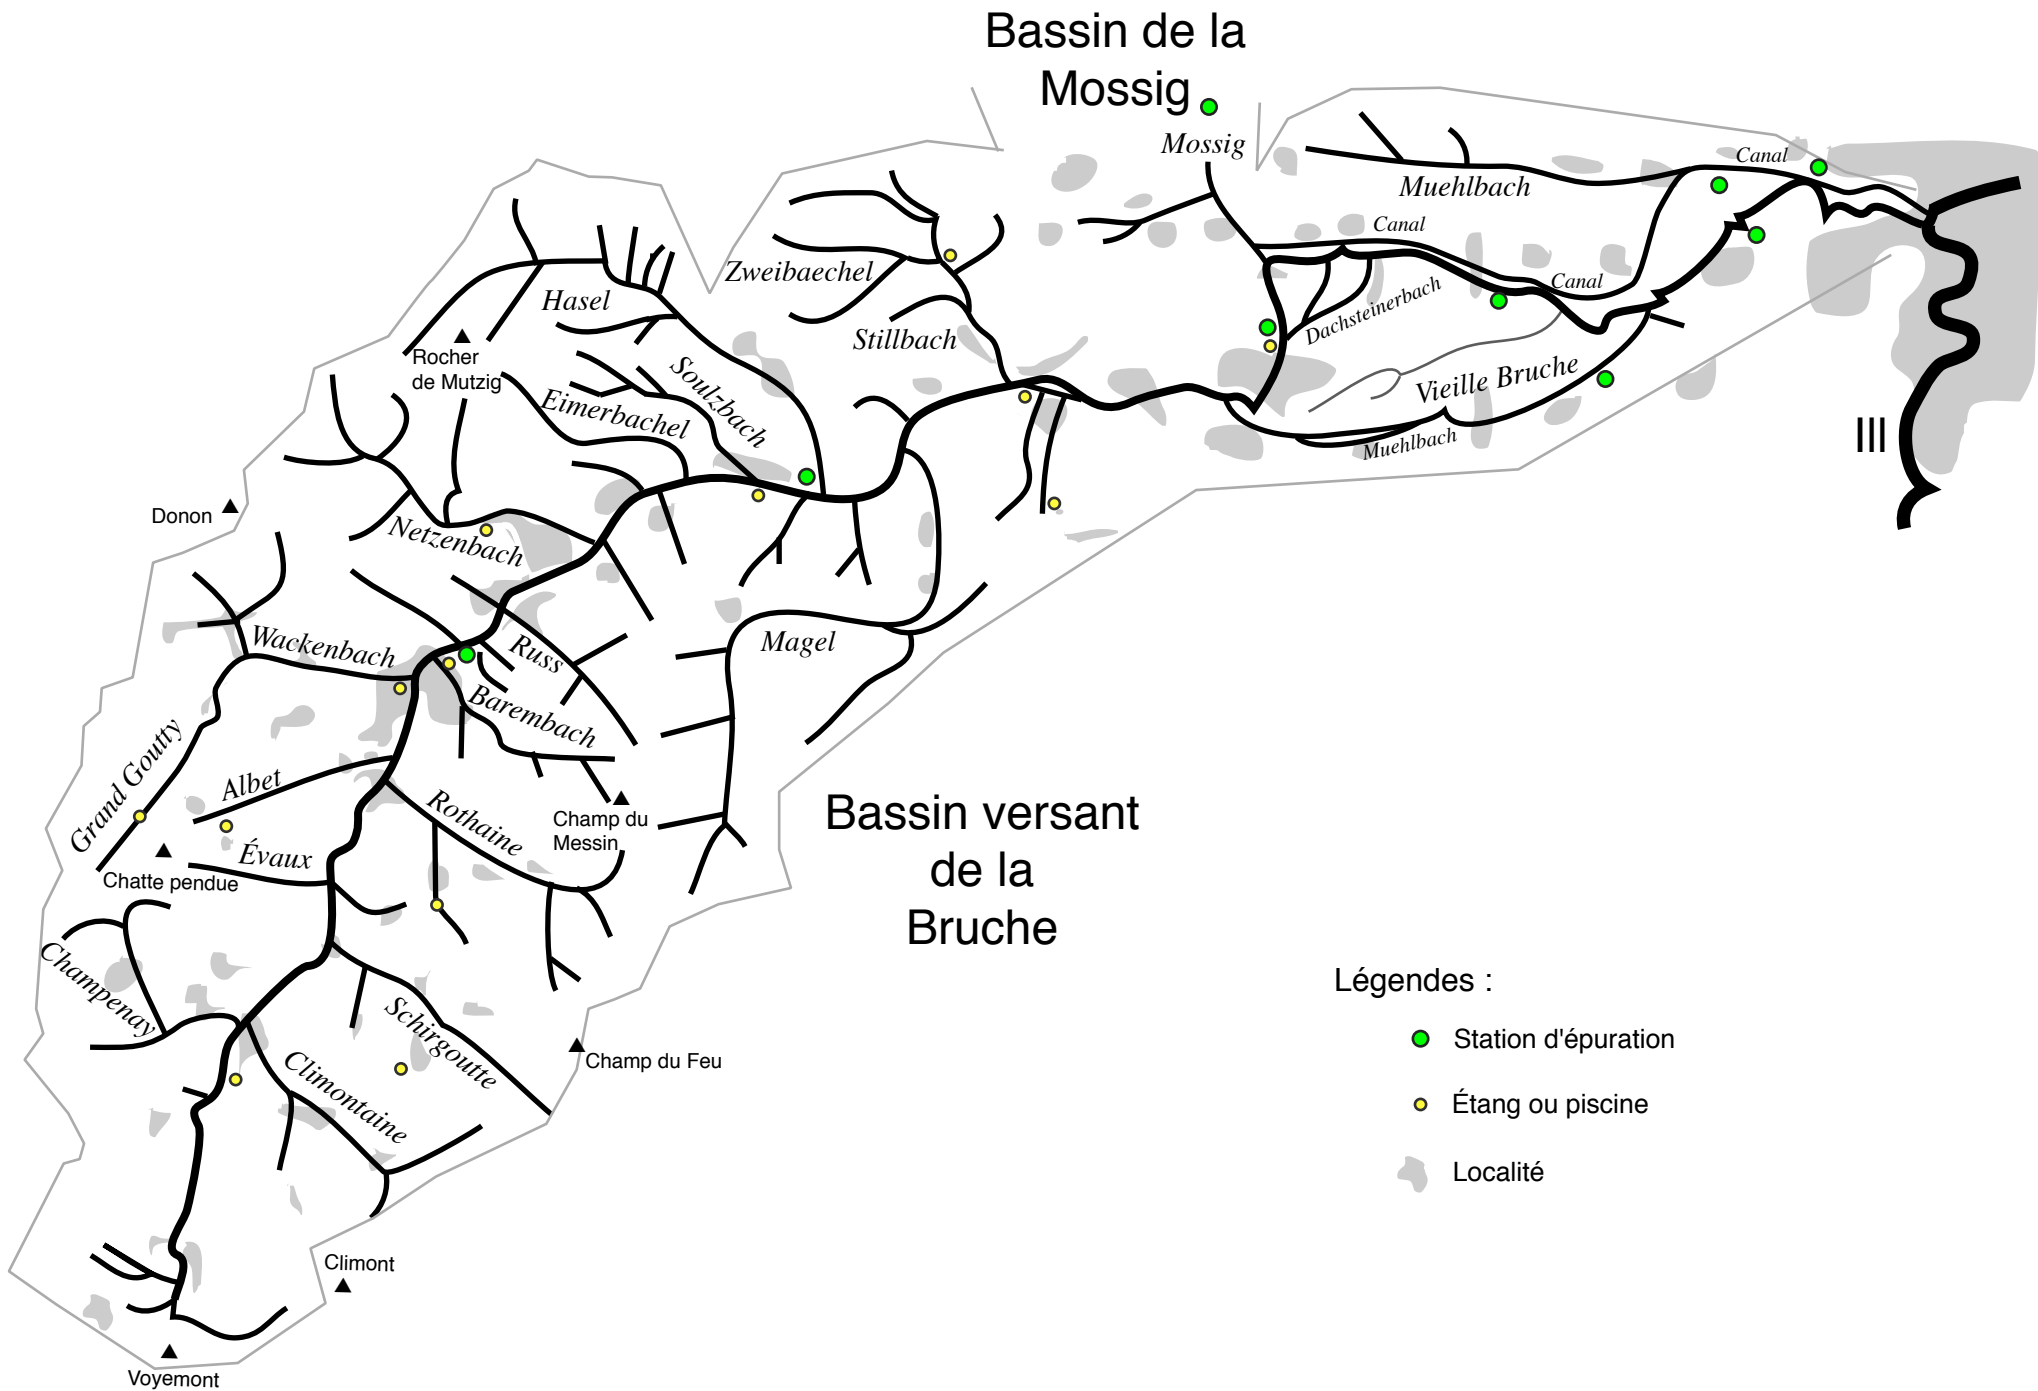 Bassin de la
Mossig
Mossig
Canal
Muehlbach
Canal
Zweibaechel
Canal
Hasel
Dachsteinerbach
Stillbach
Rocher
de Mutzig
Soulzbach
Vieille Bruche
Eimerbachel
Muehlbach
Ill
Donon
Netzenbach
Wackenbach
Russ
Magel
Barembach
Grand Goutty
Albet
Rothaine
Champ du
Messin
Bassin versant
de la
Bruche
Évaux
Chatte pendue
Champenay
Légendes :
Schirgoutte
Station d'épuration
Champ du Feu
Climontaine
Étang ou piscine
Localité
Climont
Voyemont